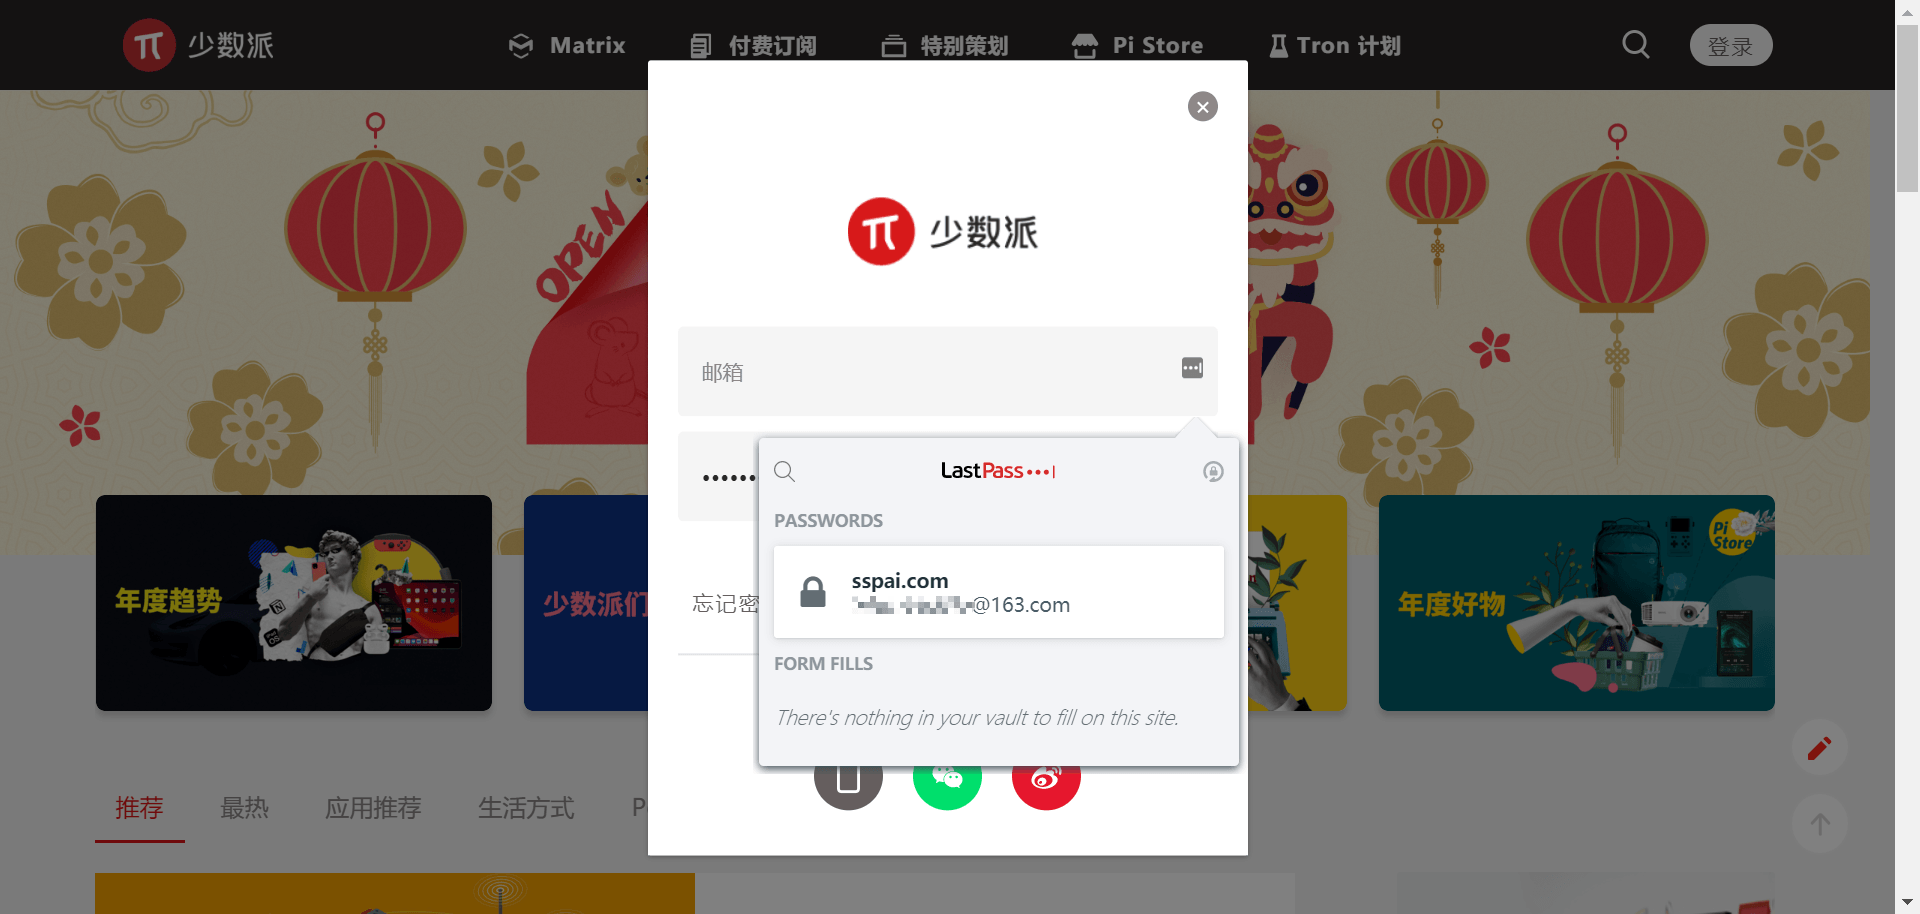 少数派
Matrix
付费订阅
特别策划
Pi Store
Tron 计划
登录
OPEN
少数派
邮箱
LastPass
PASSWORDS
sspai.com
@163.com
忘记密
FORM FILLS
There's nothing in your vault to fill on this site.
年度趋势
少数派们
年度好物
Pi Store
推荐
最热
应用推荐
生活方式
P